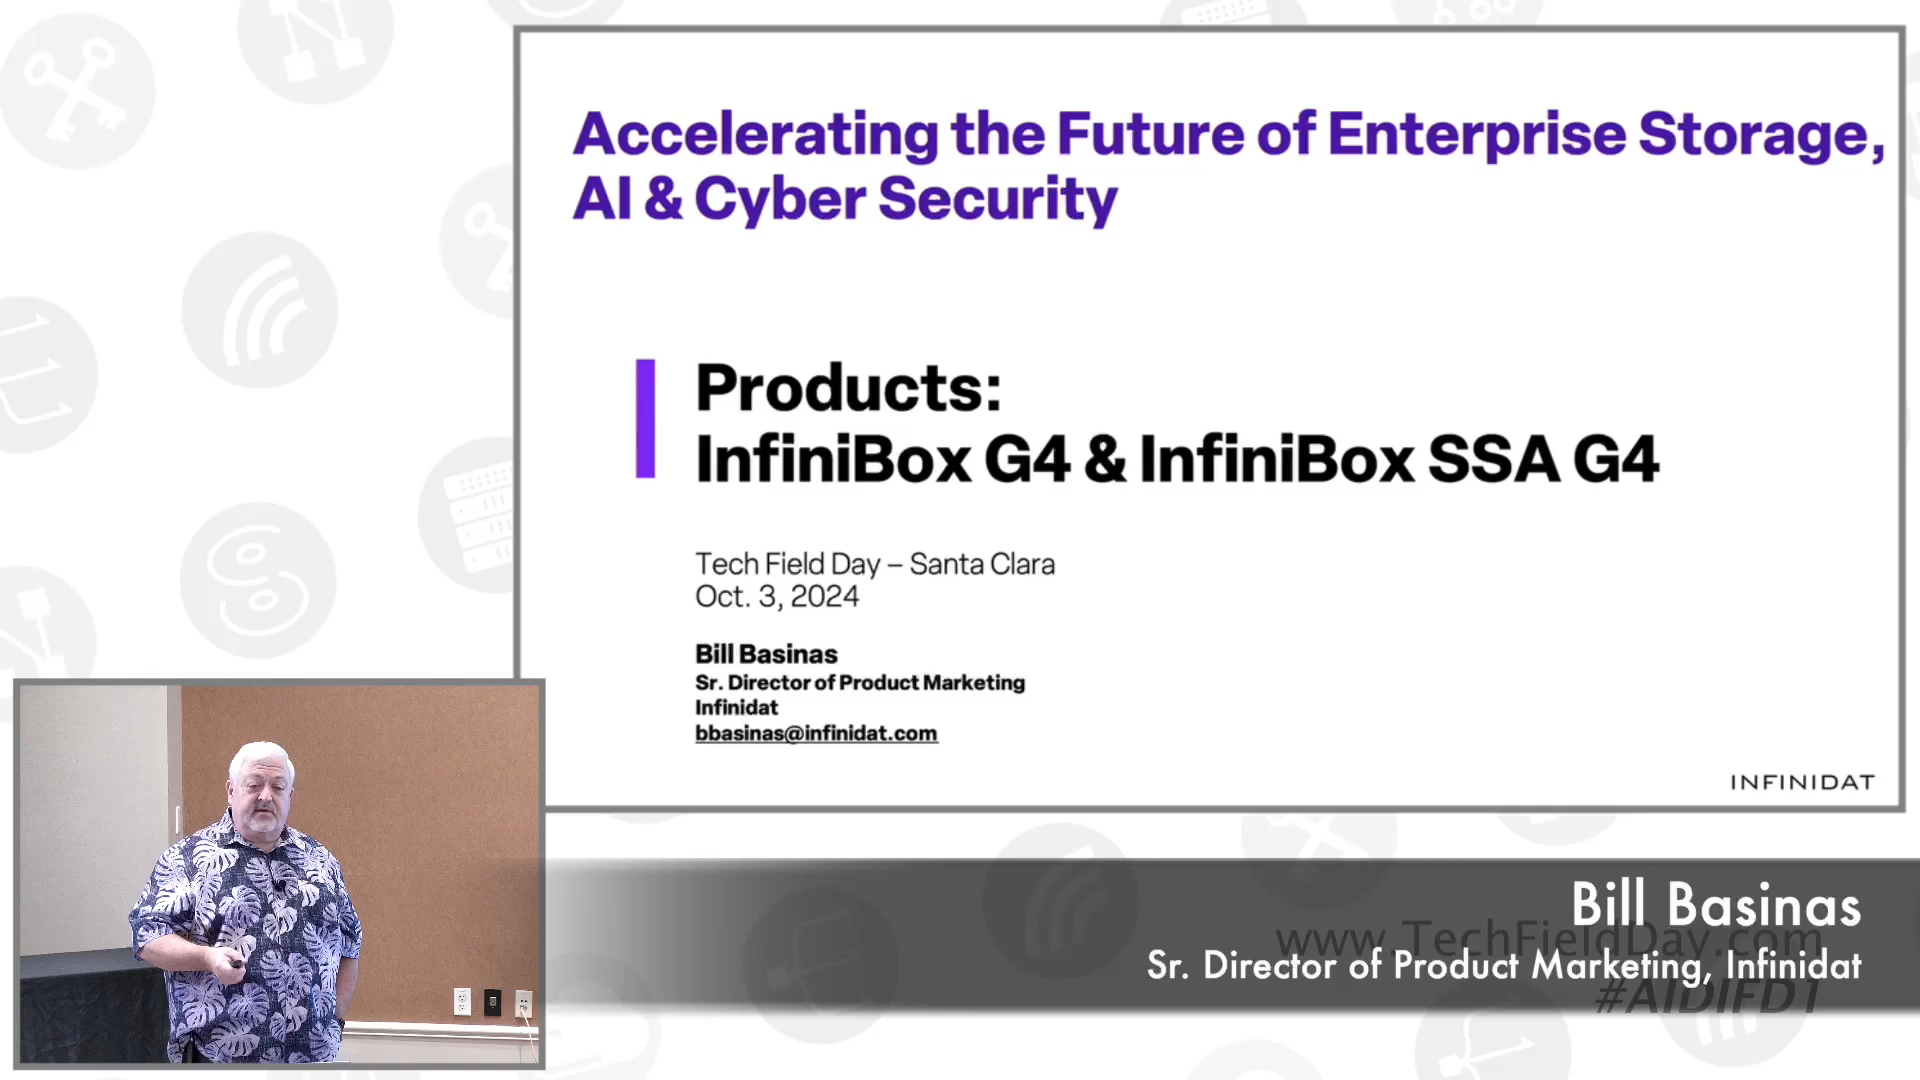 Accelerating the Future of Enterprise Storage,
AI & Cyber Security
Products:
InfiniBox G4 & InfiniBox SSA G4
Tech Field Day – Santa Clara
Oct. 3, 2024
Bill Basinas
Sr. Director of Product Marketing
Infinidat
bbasinas@infinidat.com
INFINIDAT
Bill Basinas
www.TechFieldDay.com
Sr. Director of Product Marketing, Infinidat
#AIDIFD1